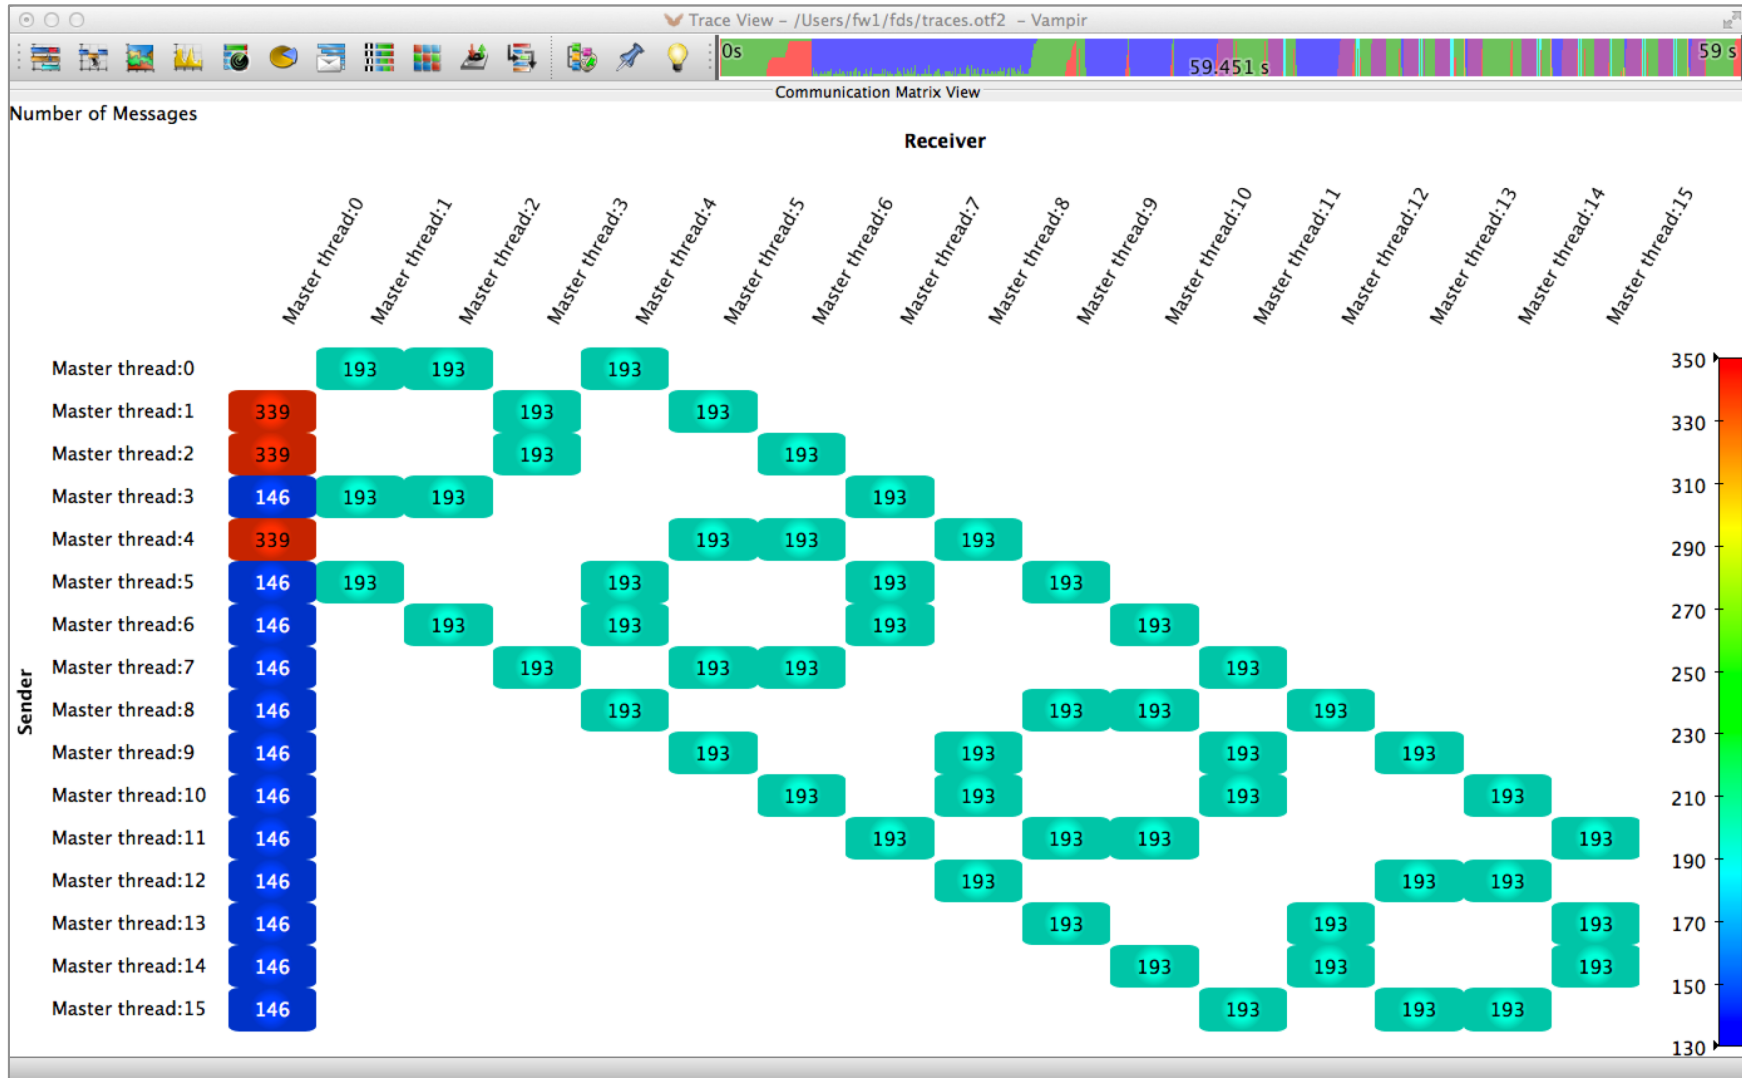 Trace View – /Users/fw1/fds/traces.otf2 – Vampir
0s 59.451 s 59 s
Communication Matrix View
Number of Messages
Receiver
Master thread:0 Master thread:1 Master thread:2 Master thread:3 Master thread:4 Master thread:5 Master thread:6 Master thread:7 Master thread:8 Master thread:9 Master thread:10 Master thread:11 Master thread:12 Master thread:13 Master thread:14 Master thread:15
Sender
Master thread:0 193 193 193
Master thread:1 339 193 193
Master thread:2 339 193 193
Master thread:3 146 193 193 193
Master thread:4 339 193 193 193
Master thread:5 146 193 193 193 193
Master thread:6 146 193 193 193 193
Master thread:7 146 193 193 193 193
Master thread:8 146 193 193 193 193
Master thread:9 146 193 193 193 193
Master thread:10 146 193 193 193 193
Master thread:11 146 193 193 193 193
Master thread:12 146 193 193 193
Master thread:13 146 193 193 193
Master thread:14 146 193 193 193
Master thread:15 146 193 193 193
350
330
310
290
270
250
230
210
190
170
150
130